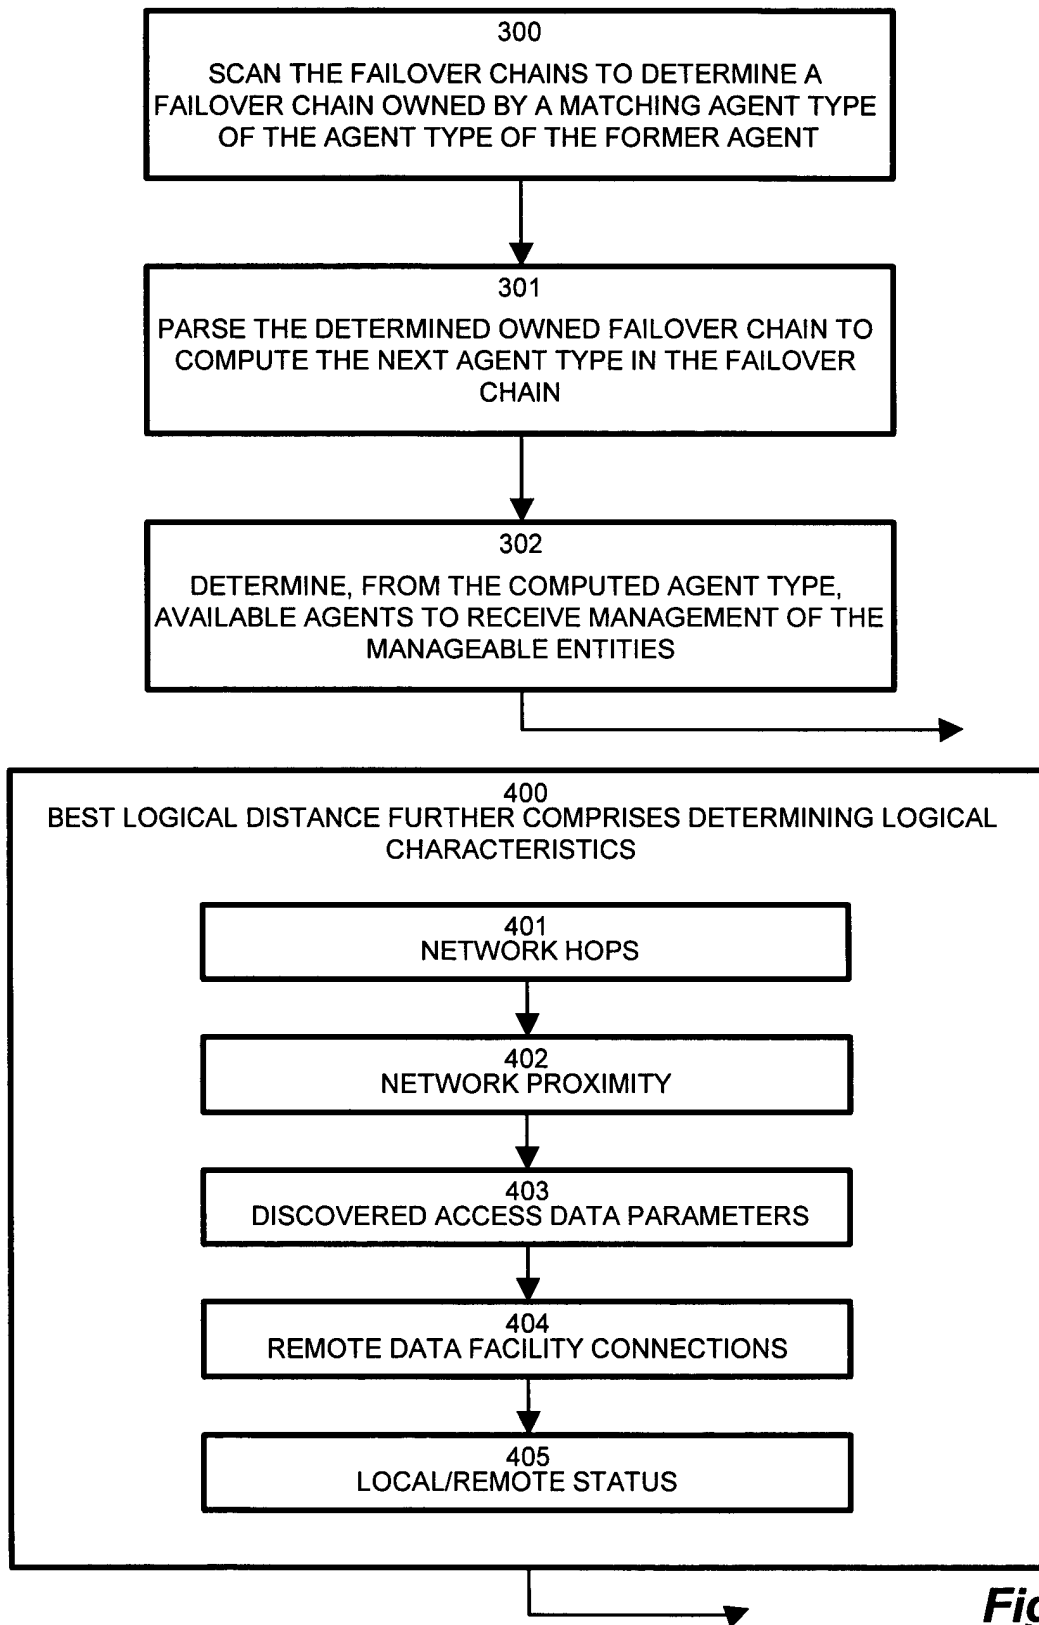 300
SCAN THE FAILOVER CHAINS TO DETERMINE A
FAILOVER CHAIN OWNED BY A MATCHING AGENT TYPE
OF THE AGENT TYPE OF THE FORMER AGENT
301
PARSE THE DETERMINED OWNED FAILOVER CHAIN TO
COMPUTE THE NEXT AGENT TYPE IN THE FAILOVER
CHAIN
302
DETERMINE, FROM THE COMPUTED AGENT TYPE,
AVAILABLE AGENTS TO RECEIVE MANAGEMENT OF THE
MANAGEABLE ENTITIES
400
BEST LOGICAL DISTANCE FURTHER COMPRISES DETERMINING LOGICAL
CHARACTERISTICS
401
NETWORK HOPS
402
NETWORK PROXIMITY
403
DISCOVERED ACCESS DATA PARAMETERS
404
REMOTE DATA FACILITY CONNECTIONS
405
LOCAL/REMOTE STATUS